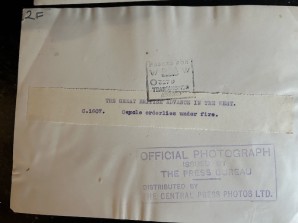 2F
THE GREAT BRITISH ADVANCE IN THE WEST.
C.1607. orderlies under fire.
OFFICIAL PHOTOGRAPH
THE PRESS BUREAU
DISTRIBUTED BY
THE CENTRAL PRESS PHOTOS LTD.